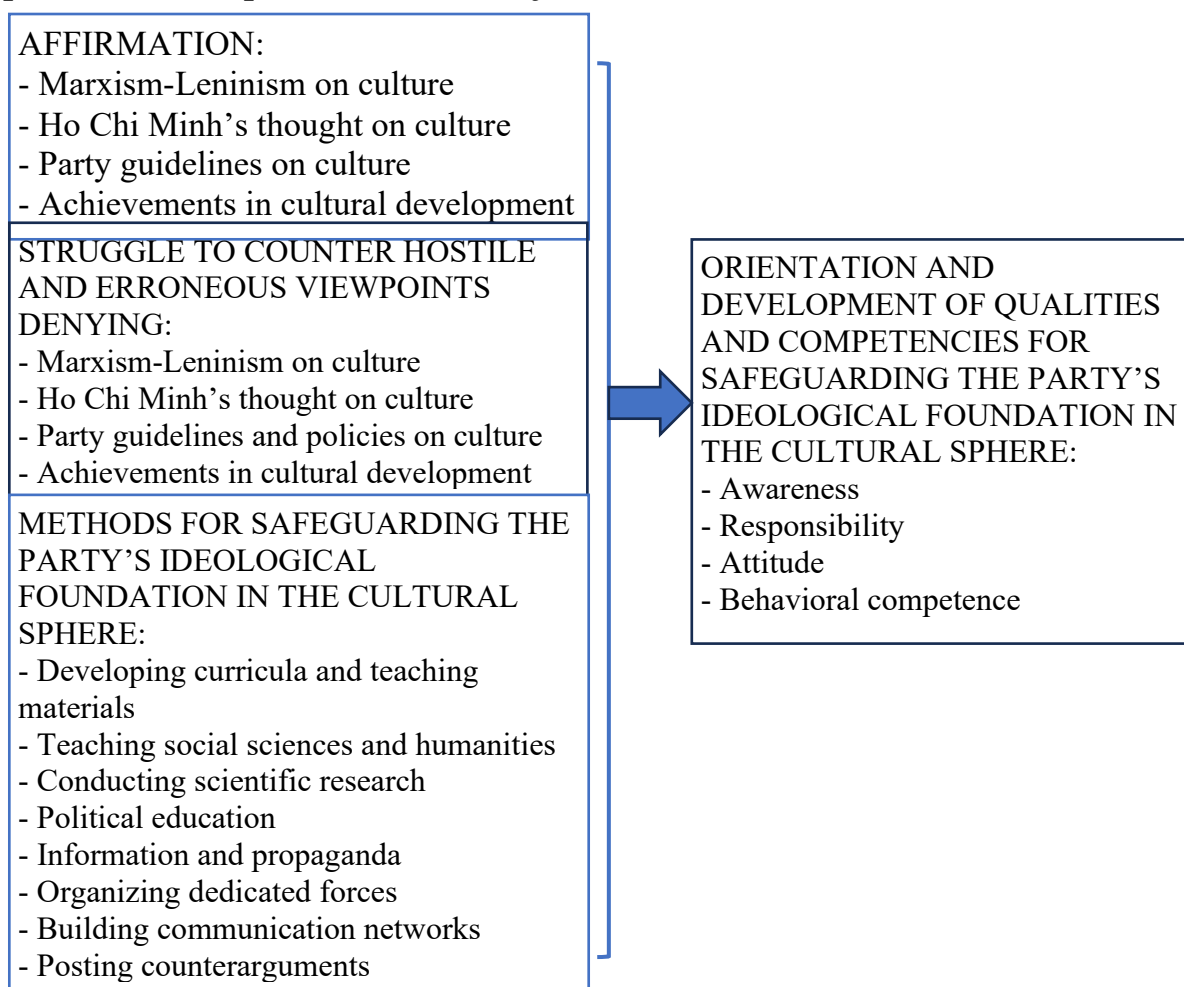 AFFIRMATION:
- Marxism-Leninism on culture
- Ho Chi Minh’s thought on culture
- Party guidelines on culture
- Achievements in cultural development
STRUGGLE TO COUNTER HOSTILE
AND ERRONEOUS VIEWPOINTS
DENYING:
- Marxism-Leninism on culture
- Ho Chi Minh’s thought on culture
- Party guidelines and policies on culture
- Achievements in cultural development
METHODS FOR SAFEGUARDING THE
PARTY’S IDEOLOGICAL
FOUNDATION IN THE CULTURAL
SPHERE:
- Developing curricula and teaching
materials
- Teaching social sciences and humanities
- Conducting scientific research
- Political education
- Information and propaganda
- Organizing dedicated forces
- Building communication networks
- Posting counterarguments
ORIENTATION AND
DEVELOPMENT OF QUALITIES
AND COMPETENCIES FOR
SAFEGUARDING THE PARTY’S
IDEOLOGICAL FOUNDATION IN
THE CULTURAL SPHERE:
- Awareness
- Responsibility
- Attitude
- Behavioral competence